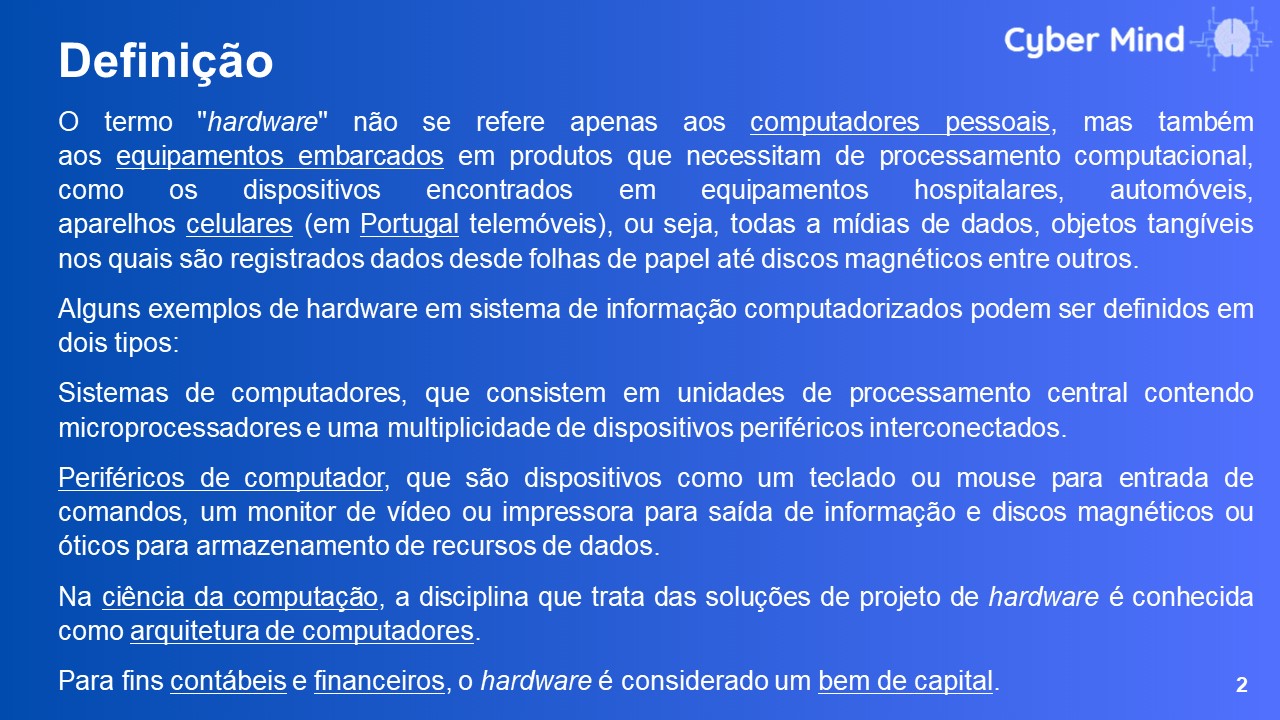 Cyber Mind
Definição
O termo "hardware" não se refere apenas aos computadores pessoais, mas também
aos equipamentos embarcados em produtos que necessitam de processamento computacional,
como os dispositivos encontrados em equipamentos hospitalares, automóveis,
aparelhos celulares (em Portugal telemóveis), ou seja, todas a mídias de dados, objetos tangíveis
nos quais são registrados dados desde folhas de papel até discos magnéticos entre outros.
Alguns exemplos de hardware em sistema de informação computadorizados podem ser definidos em
dois tipos:
Sistemas de computadores, que consistem em unidades de processamento central contendo
microprocessadores e uma multiplicidade de dispositivos periféricos interconectados.
Periféricos de computador, que são dispositivos como um teclado ou mouse para entrada de
comandos, um monitor de vídeo ou impressora para saída de informação e discos magnéticos ou
óticos para armazenamento de recursos de dados.
Na ciência da computação, a disciplina que trata das soluções de projeto de hardware é conhecida
como arquitetura de computadores.
Para fins contábeis e financeiros, o hardware é considerado um bem de capital.
2